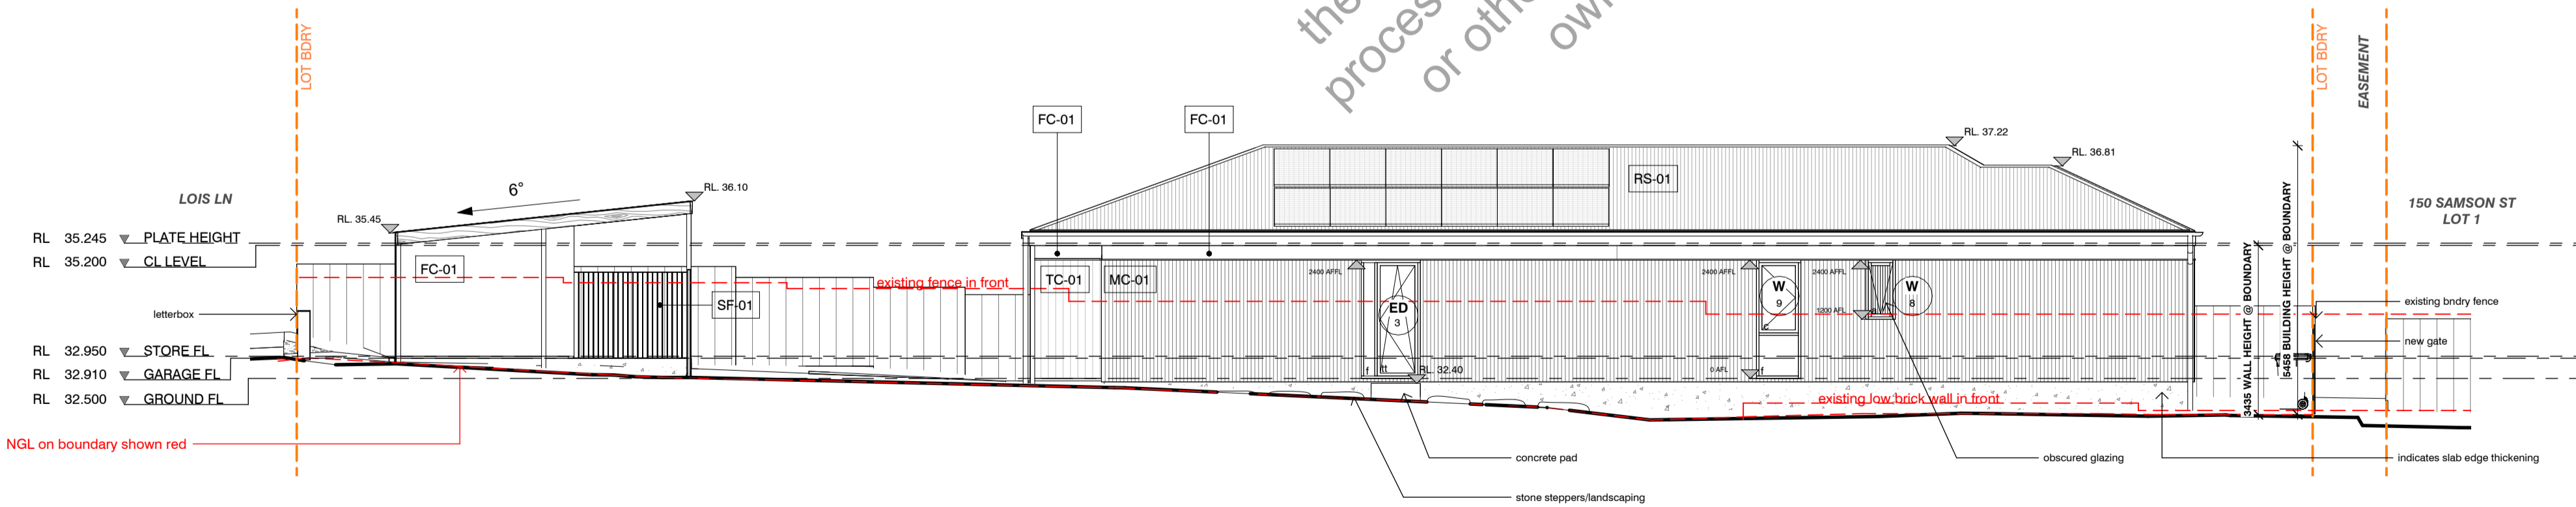 the
proces
or othe
own
LOT BDRY
LOT BDRY
EASEMENT
FC-01
FC-01
RL. 37.22
RL. 36.81
RS-01
LOIS LN
6°
RL. 36.10
RL. 35.45
150 SAMSON ST
LOT 1
RL 35.245 PLATE HEIGHT
RL 35.200 CL LEVEL
FC-01
existing fence in front
TC-01
MC-01
2400 AFFL
2400 AFFL
2400 AFFL
W
9
W
8
SF-01
ED
3
1200 AFL
letterbox
3435 WALL HEIGHT @ BOUNDARY
5458 BUILDING HEIGHT @ BOUNDARY
existing bndry fence
new gate
RL 32.950 STORE FL
RL 32.910 GARAGE FL
RL 32.500 GROUND FL
f
RL. 32.40
0 AFL
f
existing low brick wall in front
NGL on boundary shown red
concrete pad
obscured glazing
indicates slab edge thickening
stone steppers/landscaping